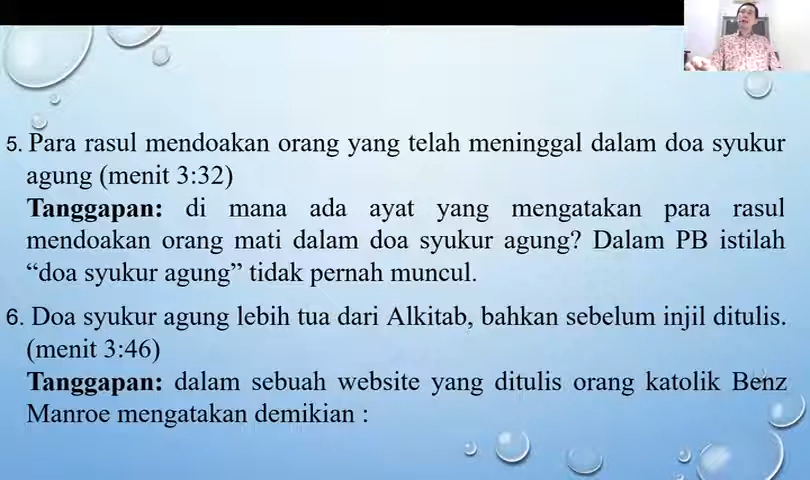 5. Para rasul mendoakan orang yang telah meninggal dalam doa syukur
agung (menit 3:32)
Tanggapan: di mana ada ayat yang mengatakan para rasul
mendoakan orang mati dalam doa syukur agung? Dalam PB istilah
“doa syukur agung” tidak pernah muncul.
6. Doa syukur agung lebih tua dari Alkitab, bahkan sebelum injil ditulis.
(menit 3:46)
Tanggapan: dalam sebuah website yang ditulis orang katolik Benz
Manroe mengatakan demikian :